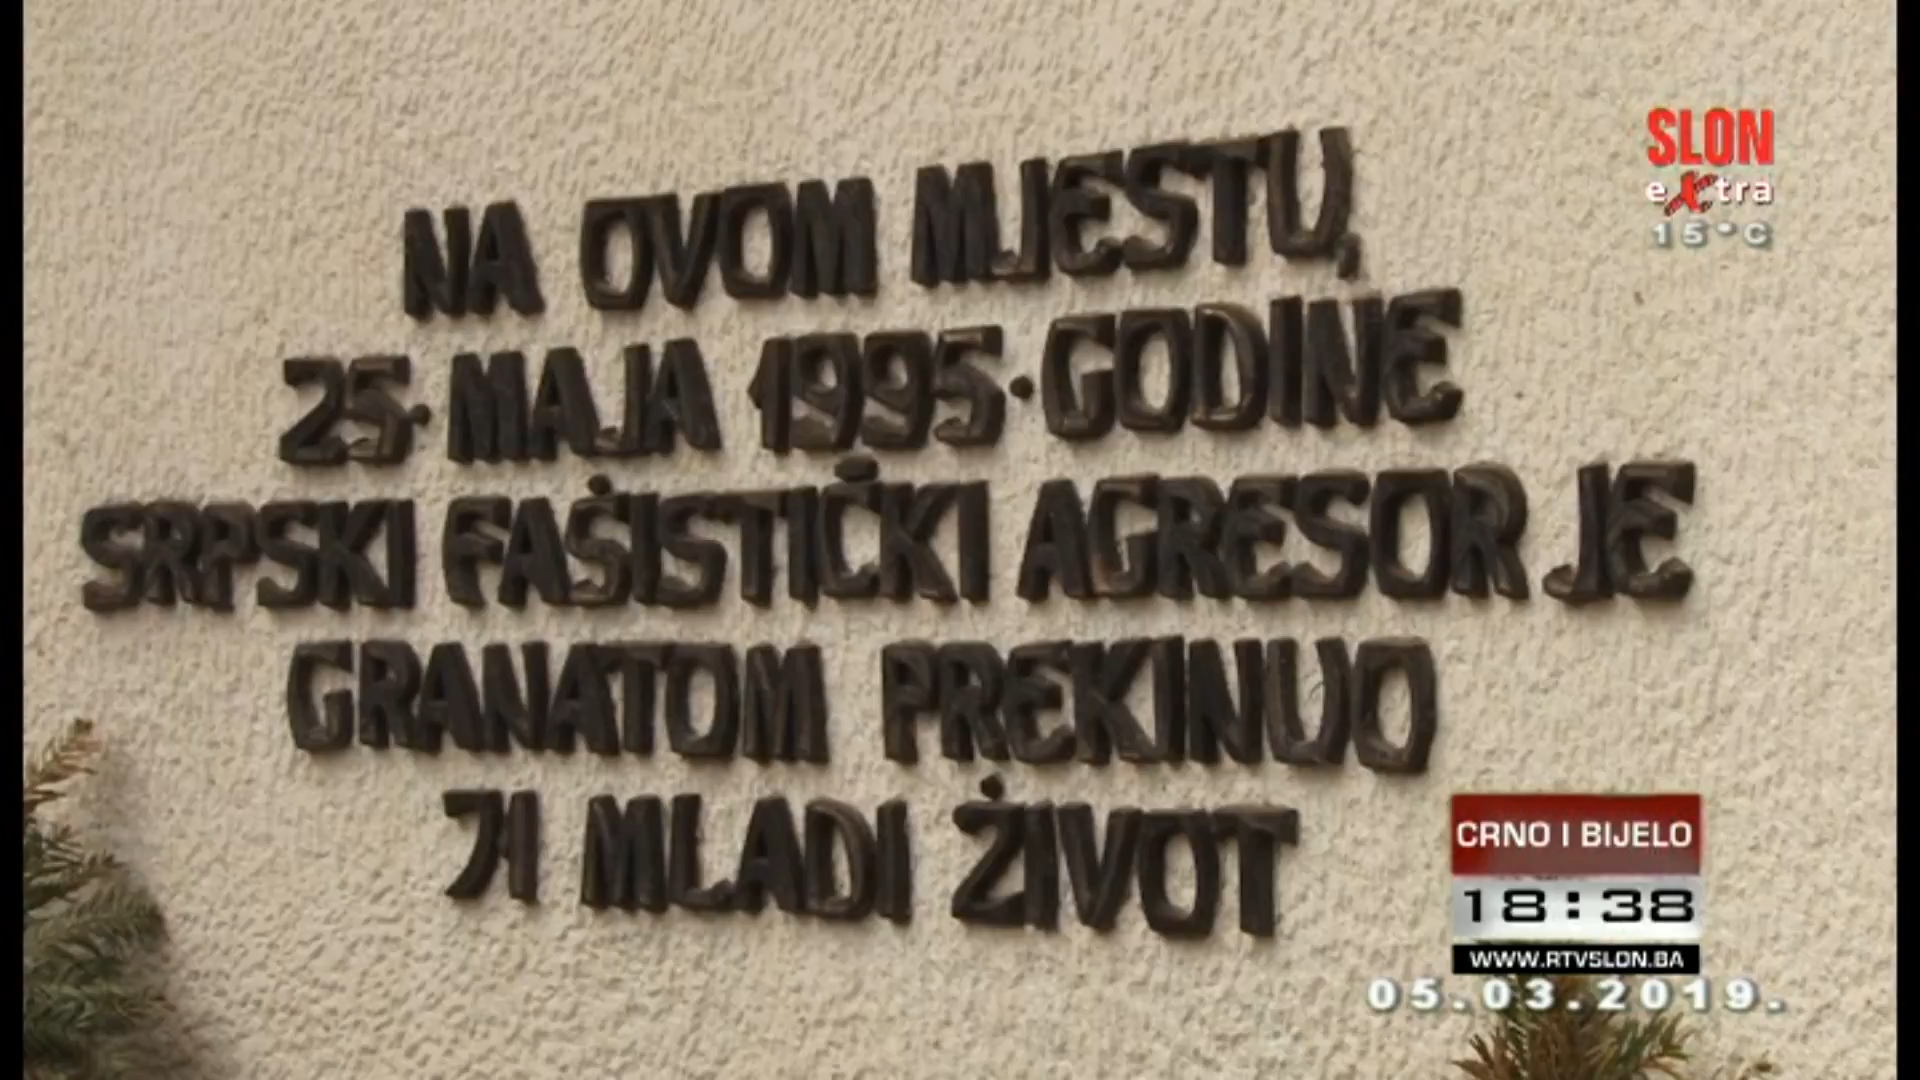 NA OVOM MJESTU,
25. MAJA 1995. GODINE
SRPSKI FAŠISTIČKI AGRESOR JE
GRANATOM PREKINUO
71 MLADI ŽIVOT
SLON
extra
15°C
CRNO I BIJELO
18:38
WWW.RTVSLON.BA
05.03.2019.